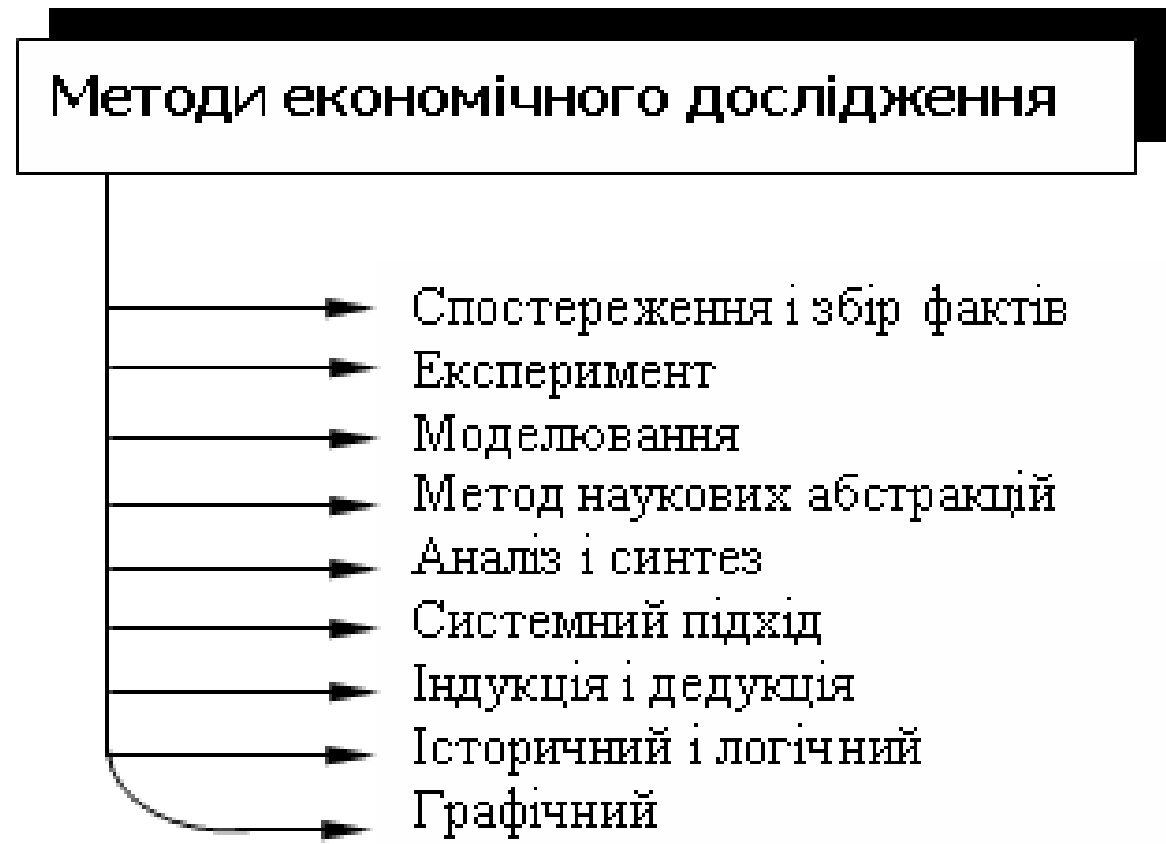 Методи економічного дослідження
Спостереження і збір фактів
Експеримент
Моделювання
Метод наукових абстракцій
Аналіз і синтез
Системний підхід
Індукція і дедукція
Історичний і логічний
Графічний